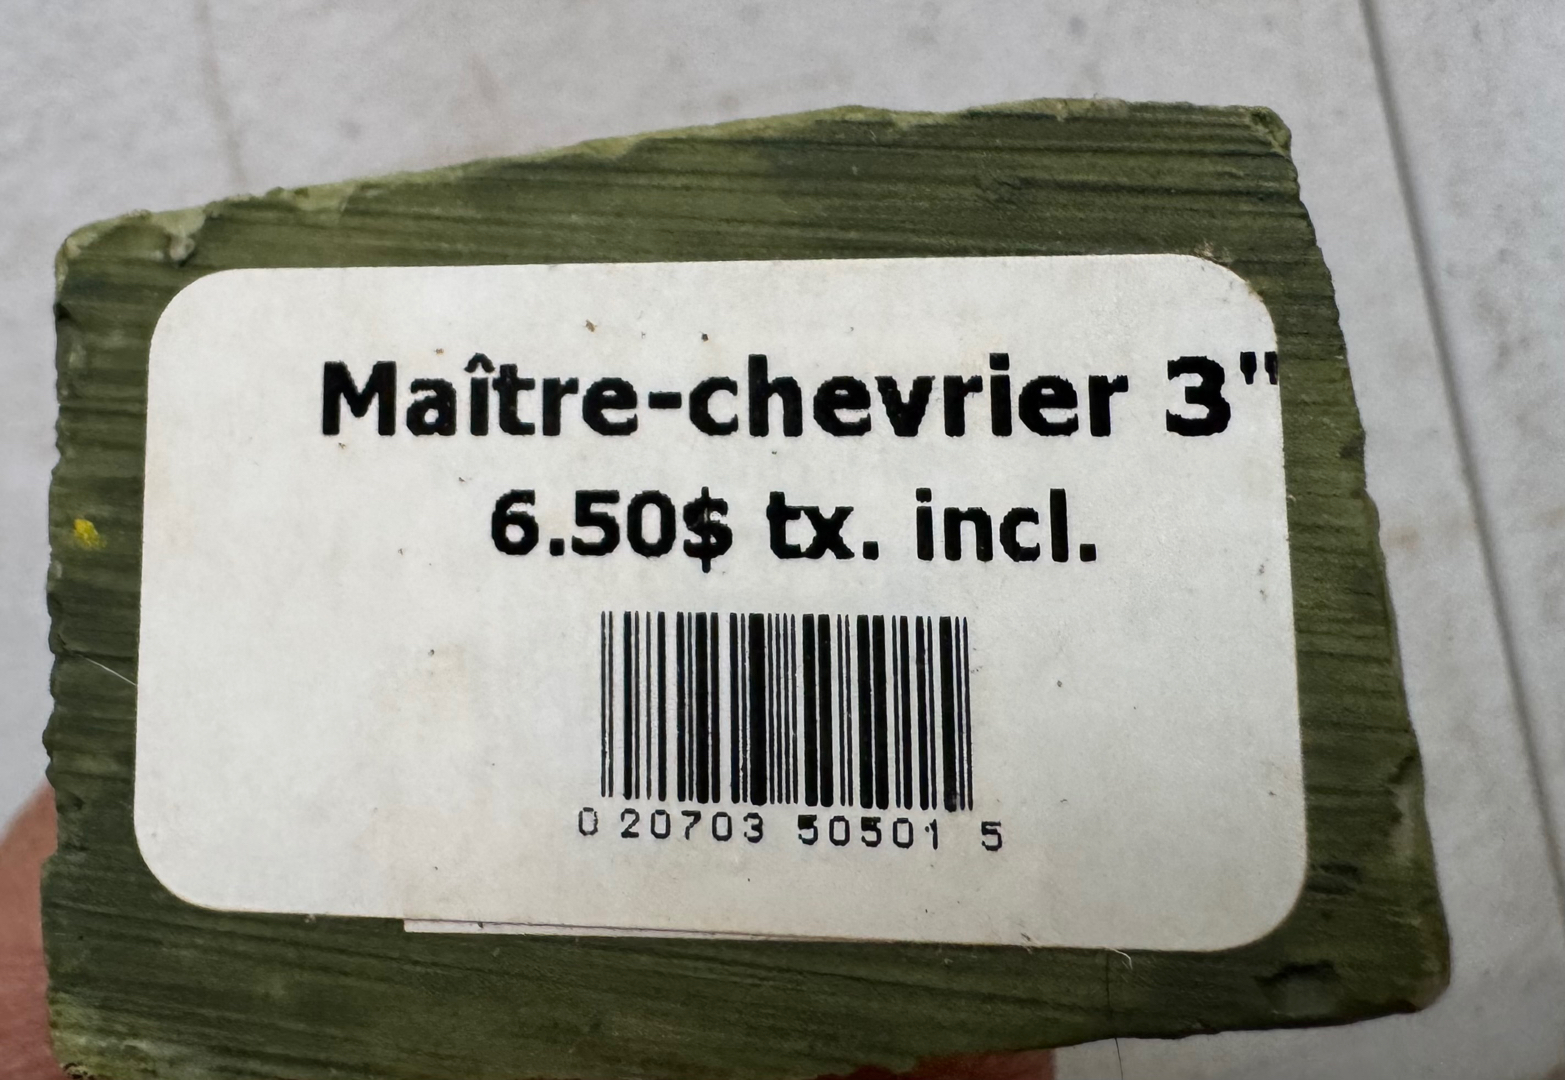 Maître-chevrier 3"
6.50$ tx. incl.
0 20703 50501 5